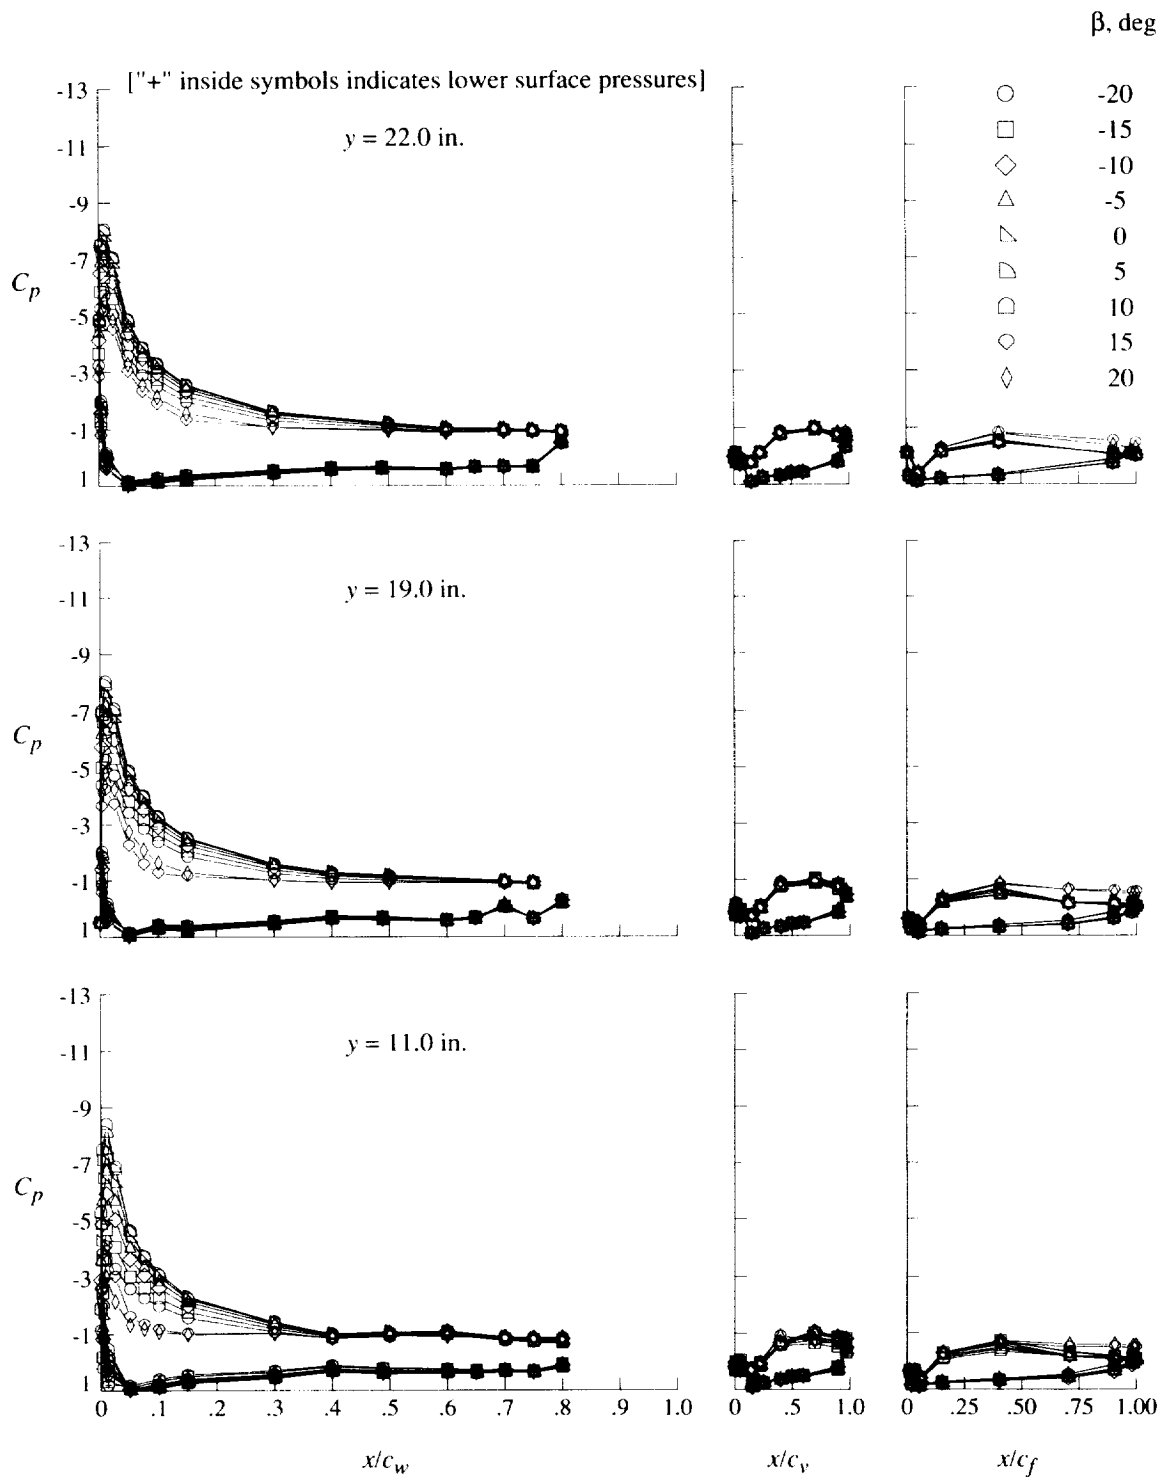 β, deg
["+" inside symbols indicates lower surface pressures]
-20
-15
-10
-5
0
5
10
15
20
y = 22.0 in.
-13
-11
-9
-7
-5
-3
-1
1
C_p
y = 19.0 in.
-13
-11
-9
-7
-5
-3
-1
1
C_p
y = 11.0 in.
-13
-11
-9
-7
-5
-3
-1
1
C_p
0 .1 .2 .3 .4 .5 .6 .7 .8 .9 1.0
0 .5 1.0
0 .25 .50 .75 1.00
x/c_w
x/c_v
x/c_f